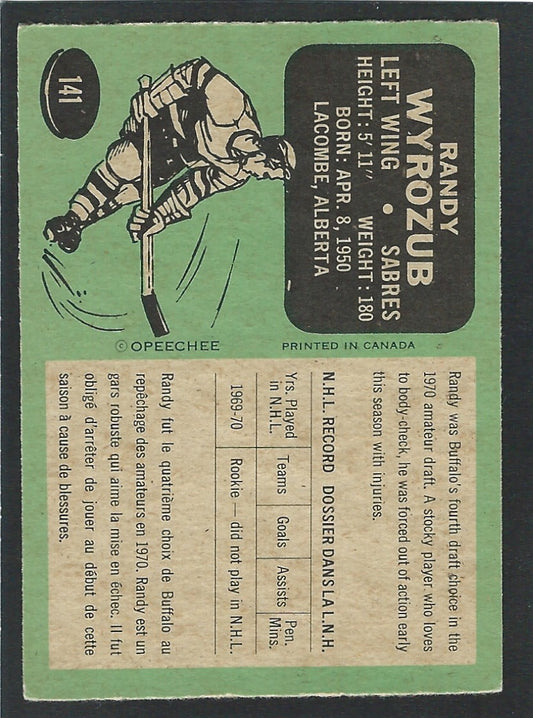 141
RANDY
WYROZUB
LEFT WING • SABRES
HEIGHT: 5'11" WEIGHT: 180
BORN: APR. 8, 1950
LACOMBE, ALBERTA
© OPEECHEE PRINTED IN CANADA
Randy was Buffalo's fourth draft choice in the
1970 amateur draft. A stocky player who loves
to body-check, he was forced out of action early
this season with injuries.
N.H.L. RECORD DOSSIER DANS LA L.N.H.
Yrs. Played in N.H.L. Teams Goals Assists Pen. Mins.
1969-70 Rookie — did not play in N.H.L.
Randy fut le quatrième choix de Buffalo au
repêchage des amateurs en 1970. Randy est un
gars robuste qui aime la mise en échec. Il fut
obligé d'arrêter de jouer au début de cette
saison à cause de blessures.